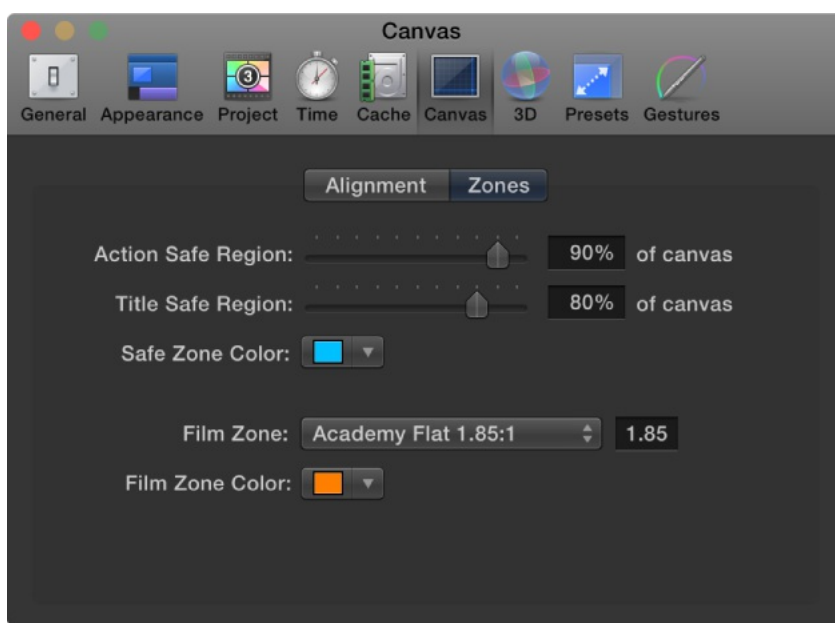 Canvas
3
General Appearance Project Time Cache Canvas 3D Presets Gestures
Alignment Zones
Action Safe Region: 90% of canvas
Title Safe Region: 80% of canvas
Safe Zone Color:
Film Zone: Academy Flat 1.85:1 1.85
Film Zone Color: